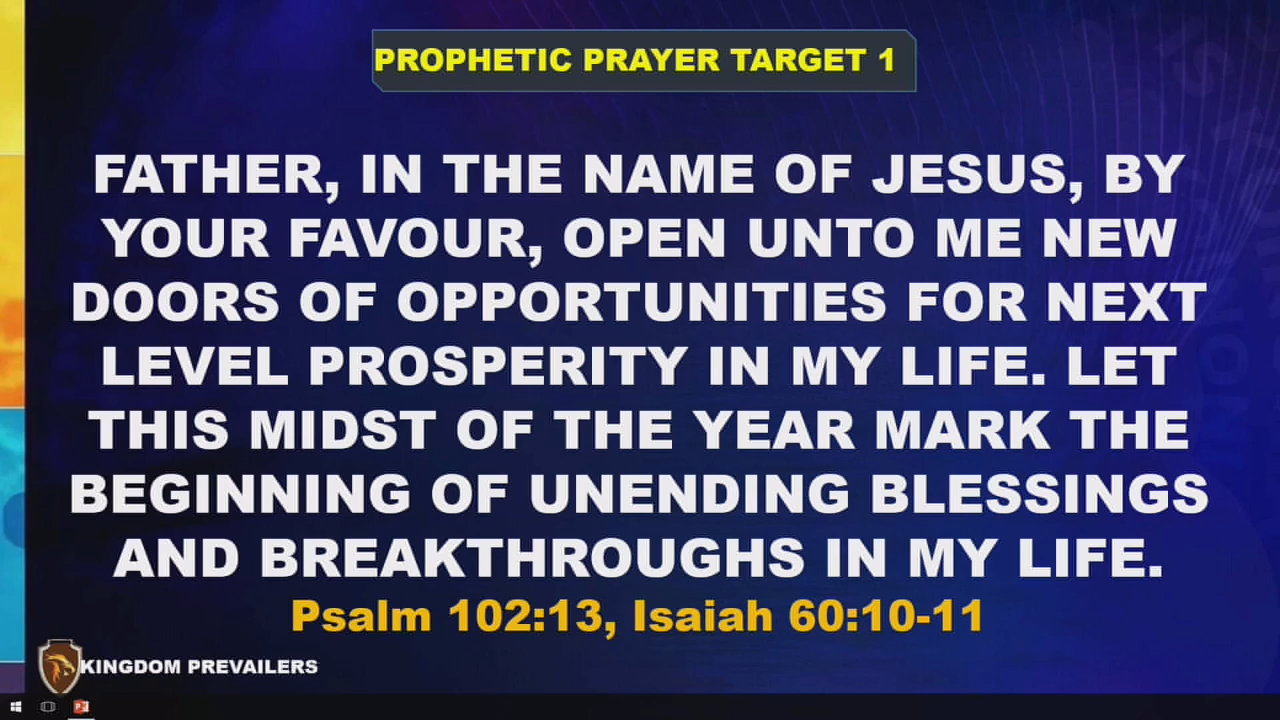 PROPHETIC PRAYER TARGET 1
FATHER, IN THE NAME OF JESUS, BY
YOUR FAVOUR, OPEN UNTO ME NEW
DOORS OF OPPORTUNITIES FOR NEXT
LEVEL PROSPERITY IN MY LIFE. LET
THIS MIDST OF THE YEAR MARK THE
BEGINNING OF UNENDING BLESSINGS
AND BREAKTHROUGHS IN MY LIFE.
Psalm 102:13, Isaiah 60:10-11
KINGDOM PREVAILERS